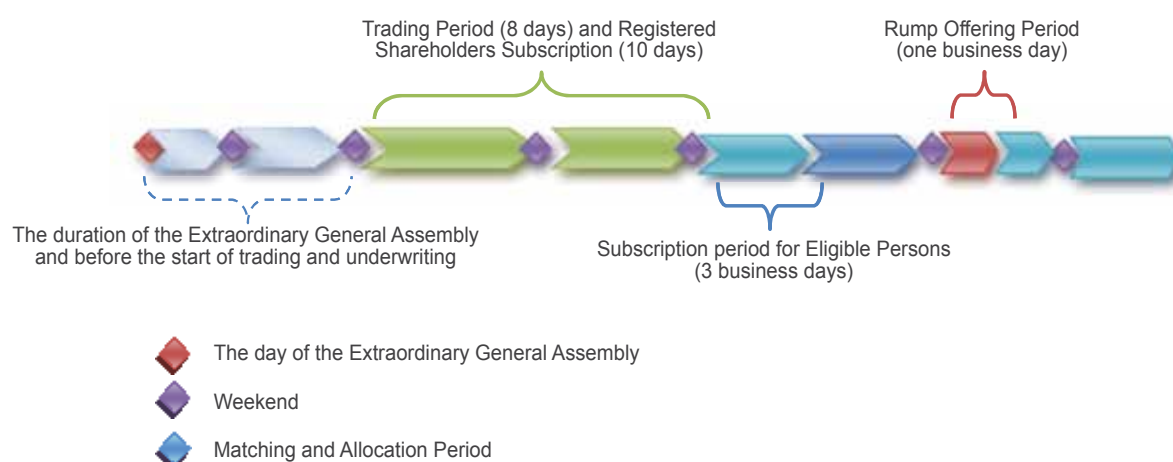 Trading Period (8 days) and Registered
Shareholders Subscription (10 days)
Rump Offering Period
(one business day)
The duration of the Extraordinary General Assembly
and before the start of trading and underwriting
Subscription period for Eligible Persons
(3 business days)
The day of the Extraordinary General Assembly
Weekend
Matching and Allocation Period